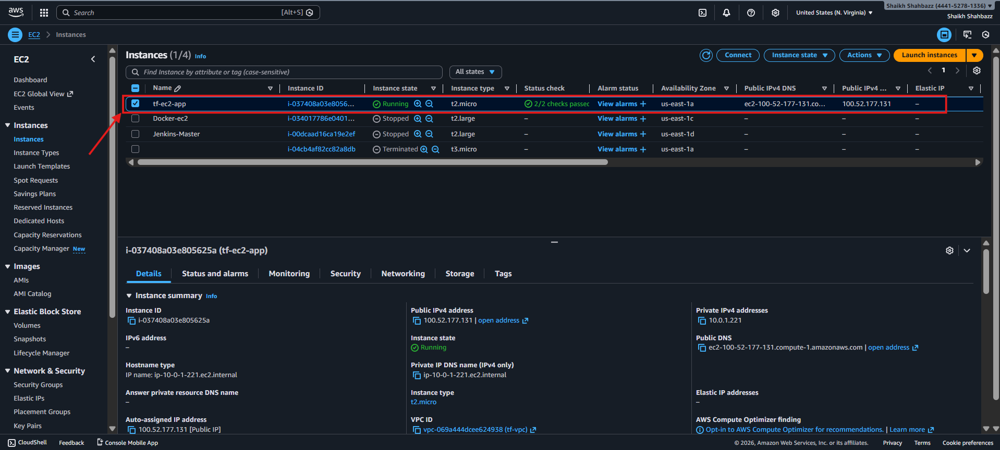 aws
Search [Alt+S]
United States (N. Virginia)
Shaikh Shahbazz (4441-5278-1336)
Shaikh Shahbazz
EC2 Instances
EC2
Dashboard
EC2 Global View
Events
Instances
Instances
Instance Types
Launch Templates
Spot Requests
Savings Plans
Reserved Instances
Dedicated Hosts
Capacity Reservations
Capacity Manager New
Images
AMIs
AMI Catalog
Elastic Block Store
Volumes
Snapshots
Lifecycle Manager
Network & Security
Security Groups
Elastic IPs
Placement Groups
Key Pairs
Instances (1/4) Info
Connect Instance state Actions Launch instances
Find Instance by attribute or tag (case-sensitive) All states 1
Name Instance ID Instance state Instance type Status check Alarm status Availability Zone Public IPv4 DNS Public IPv4 ... Elastic IP
tf-ec2-app i-037408a03e8056... Running t2.micro 2/2 checks passec View alarms + us-east-1a ec2-100-52-177-131.co... 100.52.177.131 –
Docker-ec2 i-034017786e0401... Stopped t2.large – View alarms + us-east-1c – – –
Jenkins-Master i-00dcaad16ca19e2ef Stopped t2.large – View alarms + us-east-1d – – –
i-04cb4af82cc82a8db Terminated t3.micro – View alarms + us-east-1a – – –
i-037408a03e805625a (tf-ec2-app)
Details Status and alarms Monitoring Security Networking Storage Tags
Instance summary Info
Instance ID
i-037408a03e805625a
Public IPv4 address
100.52.177.131 | open address
Private IPv4 addresses
10.0.1.221
IPv6 address
–
Instance state
Running
Public DNS
ec2-100-52-177-131.compute-1.amazonaws.com | open address
Hostname type
IP name: ip-10-0-1-221.ec2.internal
Private IP DNS name (IPv4 only)
ip-10-0-1-221.ec2.internal
Answer private resource DNS name
–
Instance type
t2.micro
Elastic IP addresses
–
Auto-assigned IP address
100.52.177.131 [Public IP]
VPC ID
vpc-069a444dcee624938 (tf-vpc)
AWS Compute Optimizer finding
Opt-in to AWS Compute Optimizer for recommendations. | Learn more
CloudShell Feedback Console Mobile App © 2026, Amazon Web Services, Inc. or its affiliates. Privacy Terms Cookie preferences